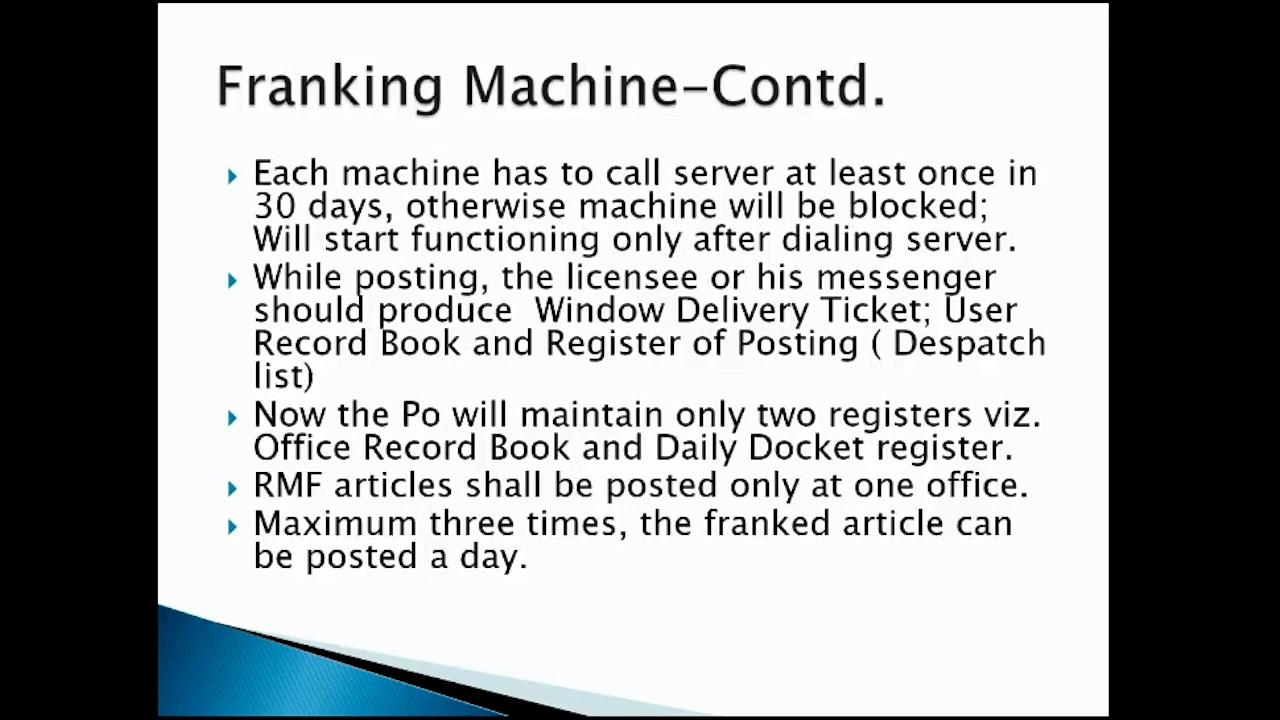 Franking Machine-Contd.
Each machine has to call server at least once in
30 days, otherwise machine will be blocked;
Will start functioning only after dialing server.
While posting, the licensee or his messenger
should produce  Window Delivery Ticket; User
Record Book and Register of Posting ( Despatch
list)
Now the Po will maintain only two registers viz.
Office Record Book and Daily Docket register.
RMF articles shall be posted only at one office.
Maximum three times, the franked article can
be posted a day.